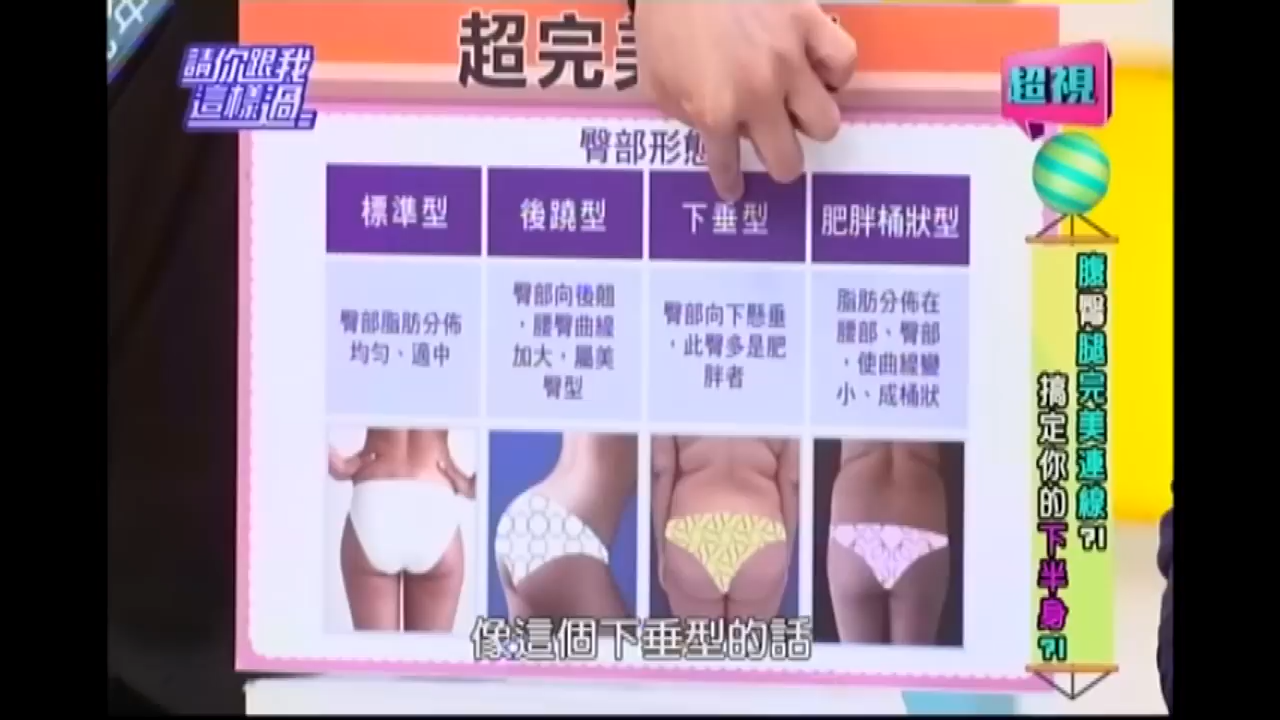 請你跟我
這樣過
超視
超完美
臀部形態
標準型
後蹺型
下垂型
肥胖桶狀型
臀部脂肪分佈
均勻、適中
臀部向後翹
，腰臀曲線
加大，屬美
臀型
臀部向下懸垂
，此臀多是肥
胖者
脂肪分佈在
腰部、臀部
，使曲線變
小、成桶狀
腹臀腿完美連線?!
搞定你的下半身?!
像這個下垂型的話